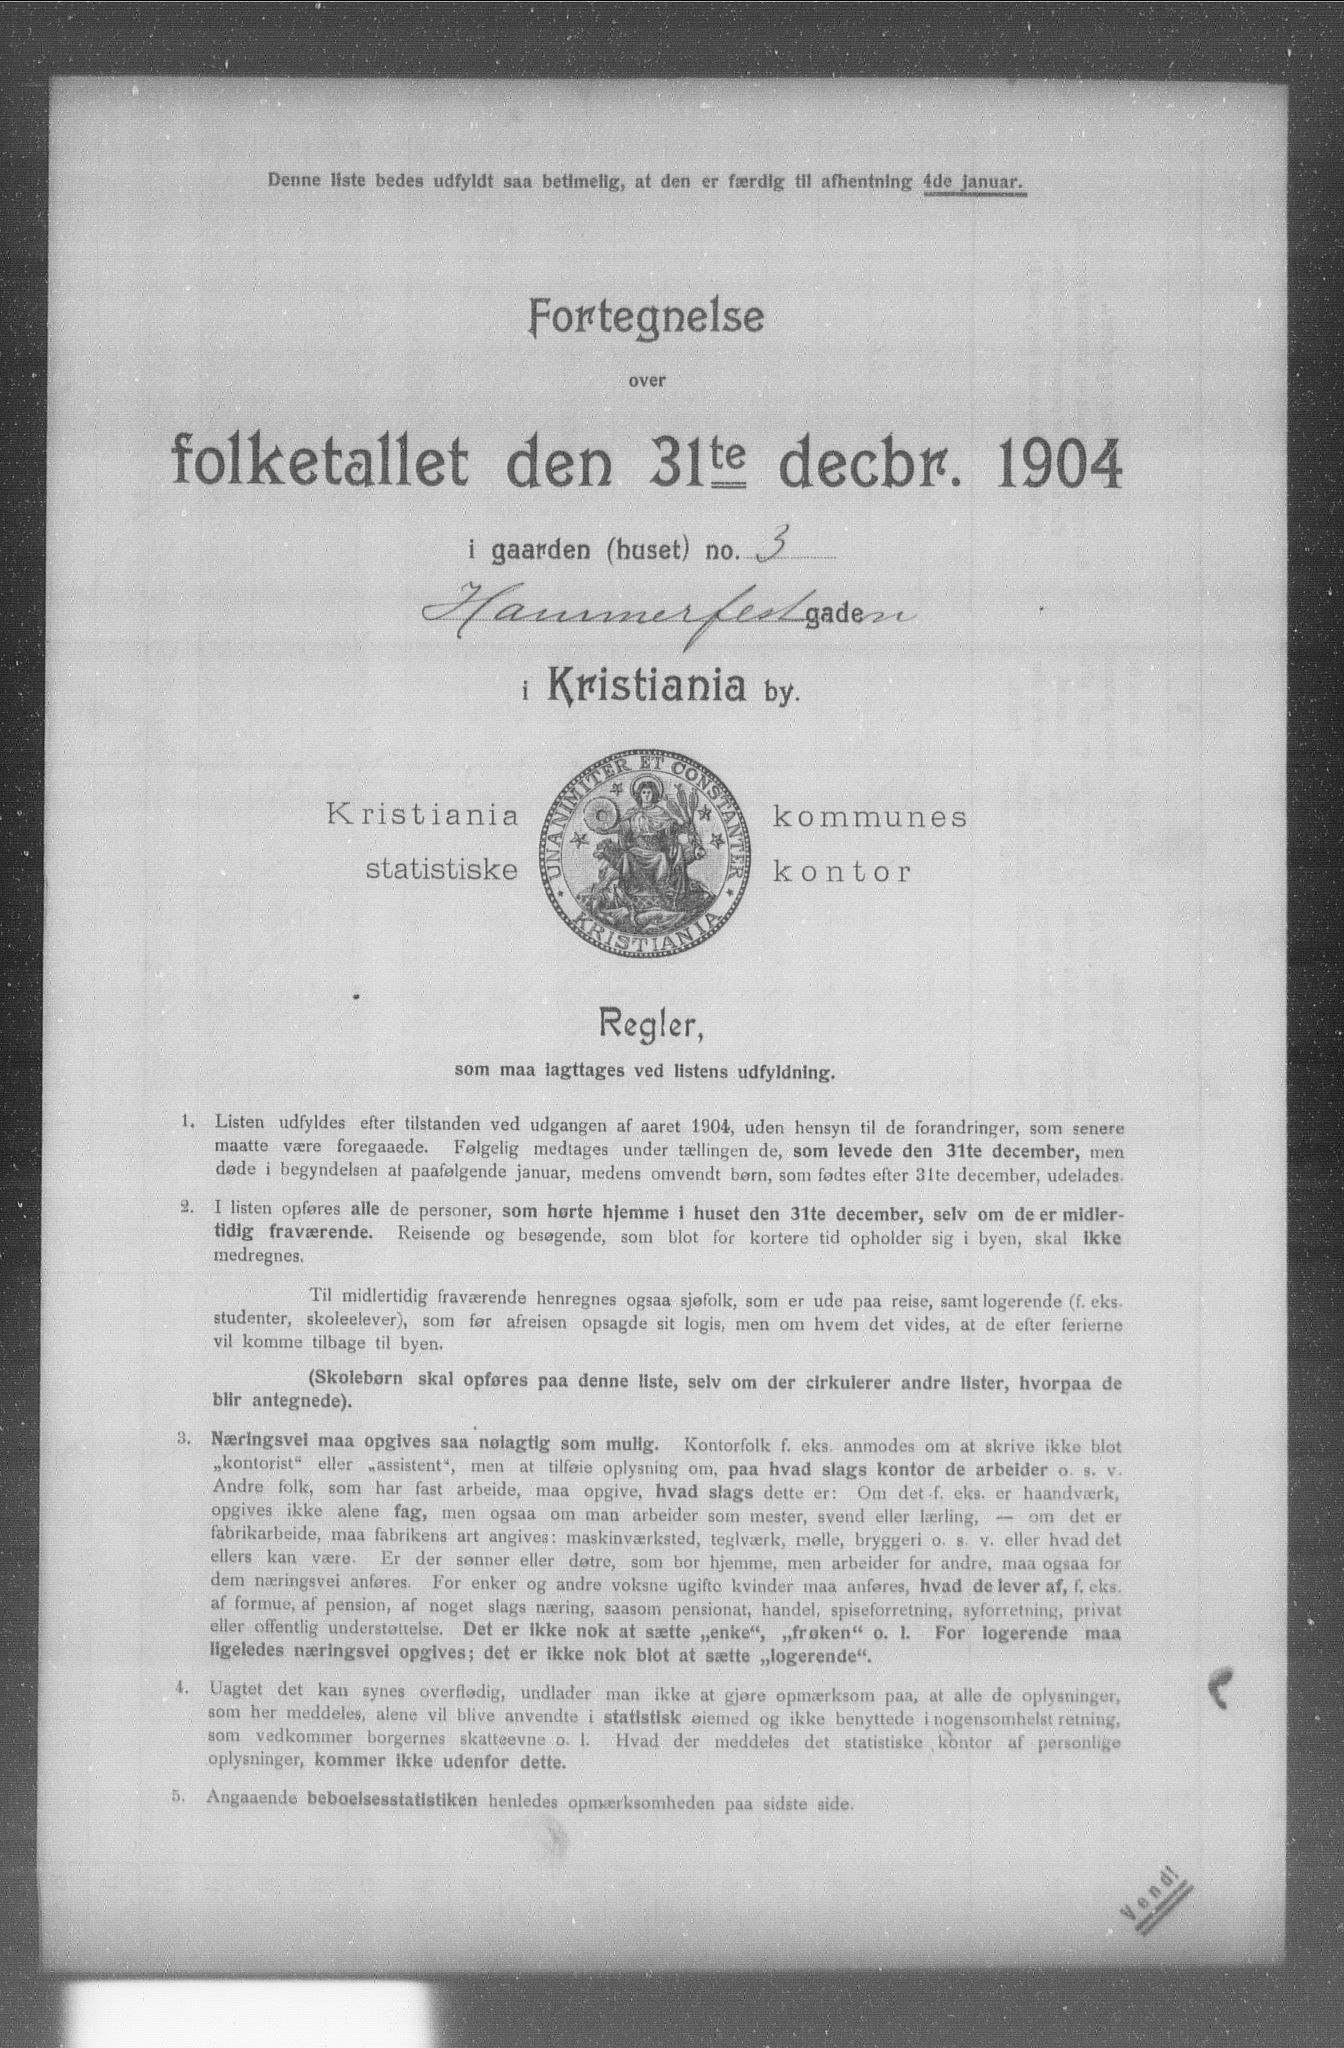 Denne liste bedes udfyldt saa betimelig, at den er færdig til afhentning 4de januar.
Fortegnelse
over
folketallet den 31te decbr. 1904
i gaarden (huset) no. 3
Hammerfestgaden
i Kristiania by.
Kristiania kommunes
statistiske kontor
UNANIMITER ET CONSTANTER
KRISTIANIA
Regler,
som maa iagttages ved listens udfyldning.
1. Listen udfyldes efter tilstanden ved udgangen af aaret 1904, uden hensyn til de forandringer, som senere
maatte være foregaaede. Følgelig medtages under tællingen de, som levede den 31te december, men
døde i begyndelsen af paafølgende januar, medens omvendt børn, som fødtes efter 31te december, udelades.
2. I listen opføres alle de personer, som hørte hjemme i huset den 31te december, selv om de er midler-
tidig fraværende. Reisende og besøgende, som blot for kortere tid opholder sig i byen, skal ikke
medregnes.
Til midlertidig fraværende henregnes ogsaa sjøfolk, som er ude paa reise, samt logerende (f. eks.
studenter, skoleelever), som før afreisen opsagde sit logis, men om hvem det vides, at de efter ferierne
vil komme tilbage til byen.
(Skolebørn skal opføres paa denne liste, selv om der cirkulerer andre lister, hvorpaa de
blir antegnede).
3. Næringsvei maa opgives saa nøiagtig som mulig. Kontorfolk f. eks. anmodes om at skrive ikke blot
„kontorist“ eller „assistent“, men at tilføie oplysning om, paa hvad slags kontor de arbeider o. s. v.
Andre folk, som har fast arbeide, maa opgive, hvad slags dette er: Om det f. eks. er haandværk,
opgives ikke alene fag, men ogsaa om man arbeider som mester, svend eller lærling, — om det er
fabrikarbeide, maa fabrikens art angives: maskinværksted, teglværk, mølle, bryggeri o. s. v. eller hvad det
ellers kan være. Er der sønner eller døtre, som bor hjemme, men arbeider for andre, maa ogsaa for
dem næringsvei anføres. For enker og andre voksne ugifte kvinder maa anføres, hvad de lever af, f. eks.
af formue, af pension, af noget slags næring, saasom pensionat, handel, spiseforretning, syforretning, privat
eller offentlig understøttelse. Det er ikke nok at sætte „enke“, „frøken“ o. l. For logerende maa
ligeledes næringsvei opgives; det er ikke nok blot at sætte „logerende“.
4. Uagtet det kan synes overflødig, undlader man ikke at gjøre opmærksom paa, at alle de oplysninger,
som her meddeles, alene vil blive anvendte i statistisk øiemed og ikke benyttede i nogensomhelst retning,
som vedkommer borgernes skatteevne o. l. Hvad der meddeles det statistiske kontor af personlige
oplysninger, kommer ikke udenfor dette.
5. Angaaende beboelsesstatistiken henledes opmærksomheden paa sidste side.
Vend!